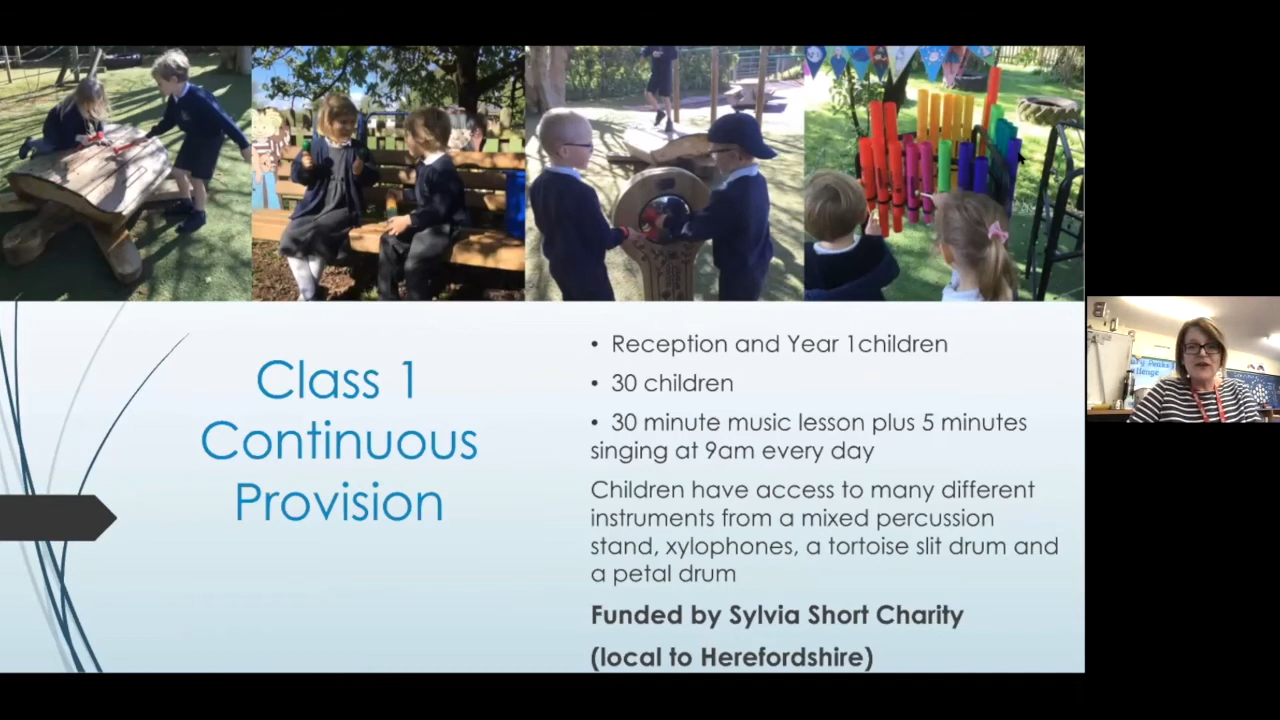 Class 1
Continuous
Provision
• Reception and Year 1children
• 30 children
• 30 minute music lesson plus 5 minutes
singing at 9am every day
Children have access to many different
instruments from a mixed percussion
stand, xylophones, a tortoise slit drum and
a petal drum
Funded by Sylvia Short Charity
(local to Herefordshire)
Peaks
llenge